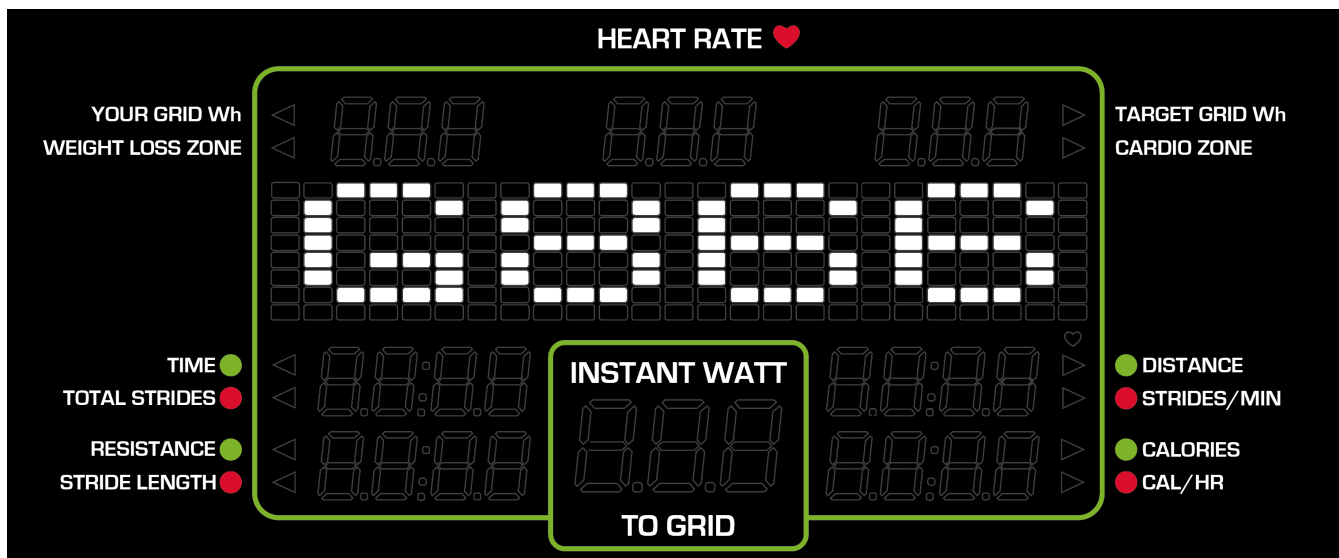 HEART RATE
YOUR GRID Wh
WEIGHT LOSS ZONE
TARGET GRID Wh
CARDIO ZONE
G866
TIME
TOTAL STRIDES
RESISTANCE
STRIDE LENGTH
INSTANT WATT
TO GRID
DISTANCE
STRIDES/MIN
CALORIES
CAL/HR